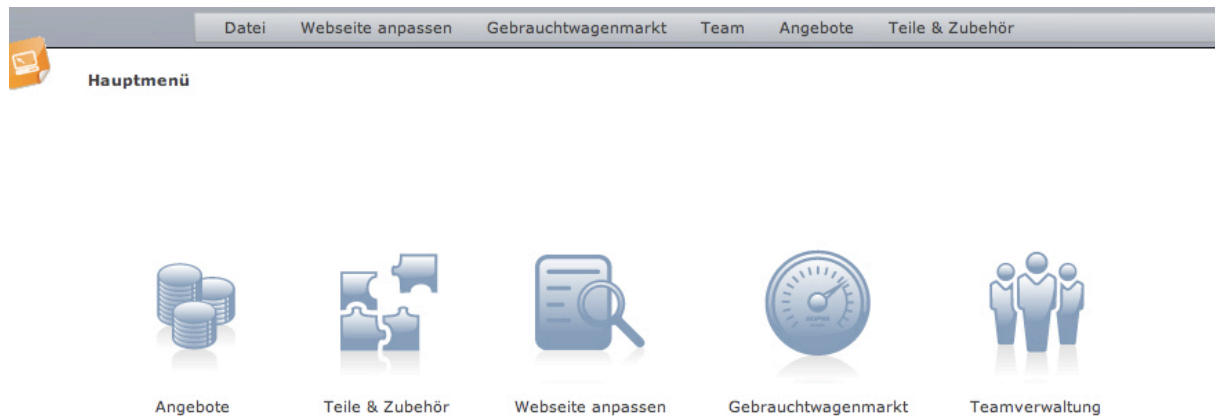 Datei Webseite anpassen Gebrauchtwagenmarkt Team Angebote Teile & Zubehör
Hauptmenü
Angebote Teile & Zubehör Webseite anpassen Gebrauchtwagenmarkt Teamverwaltung